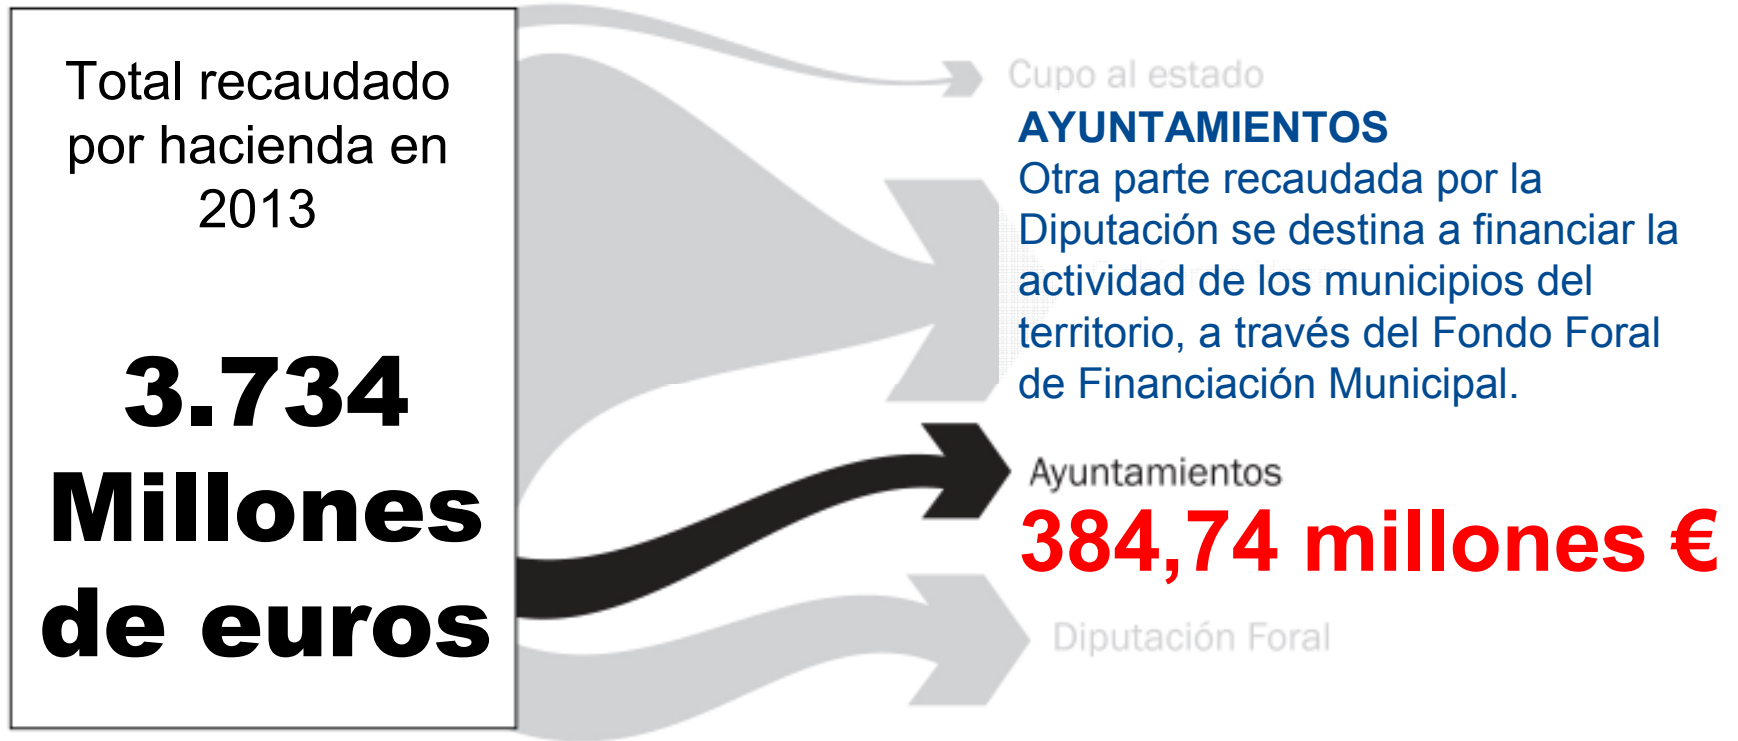 Total recaudado
por hacienda en
2013
3.734
Millones
de euros
Cupo al estado
AYUNTAMIENTOS
Otra parte recaudada por la
Diputación se destina a financiar la
actividad de los municipios del
territorio, a través del Fondo Foral
de Financiación Municipal.
Ayuntamientos
384,74 millones €
Diputación Foral